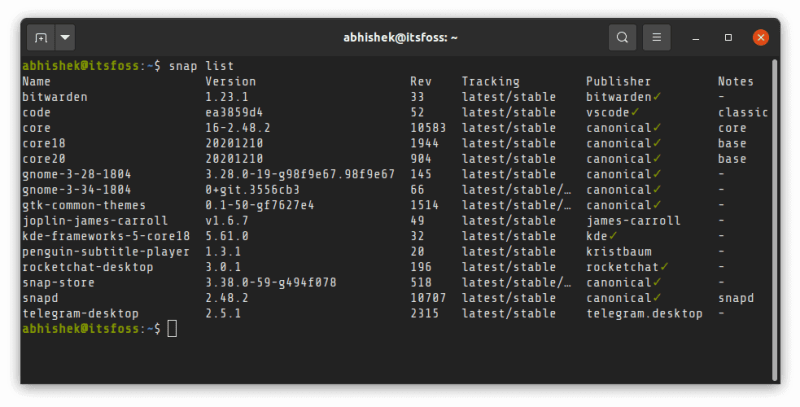 abhishek@itsfoss: ~
abhishek@itsfoss:~$ snap list
Name Version Rev Tracking Publisher Notes
bitwarden 1.23.1 33 latest/stable bitwarden✓ -
code ea3859d4 52 latest/stable vscode✓ classic
core 16-2.48.2 10583 latest/stable canonical✓ core
core18 20201210 1944 latest/stable canonical✓ base
core20 20201210 904 latest/stable canonical✓ base
gnome-3-28-1804 3.28.0-19-g98f9e67.98f9e67 145 latest/stable canonical✓ -
gnome-3-34-1804 0+git.3556cb3 66 latest/stable/… canonical✓ -
gtk-common-themes 0.1-50-gf7627e4 1514 latest/stable/… canonical✓ -
joplin-james-carroll v1.6.7 49 latest/stable james-carroll -
kde-frameworks-5-core18 5.61.0 32 latest/stable kde✓ -
penguin-subtitle-player 1.3.1 20 latest/stable kristbaum -
rocketchat-desktop 3.0.1 196 latest/stable rocketchat✓ -
snap-store 3.38.0-59-g494f078 518 latest/stable/… canonical✓ -
snapd 2.48.2 10707 latest/stable canonical✓ snapd
telegram-desktop 2.5.1 2315 latest/stable telegram.desktop -
abhishek@itsfoss:~$